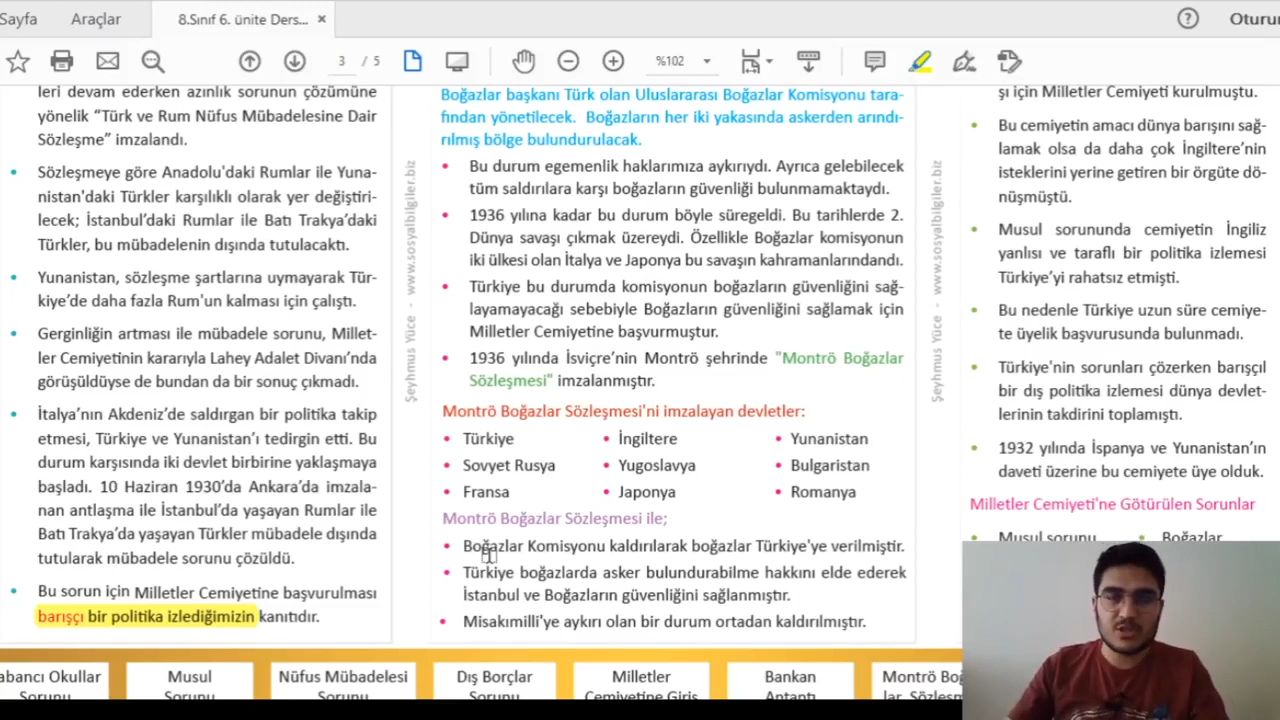 Sayfa
Araçlar
8.Sınıf 6. ünite Ders... ×
Oturu
3 / 5
%102
leri devam ederken azınlık sorunun çözümüne
yönelik “Türk ve Rum Nüfus Mübadelesine Dair
Sözleşme” imzalandı.
• Sözleşmeye göre Anadolu'daki Rumlar ile Yuna-
nistan'daki Türkler karşılıklı olarak yer değiştiri-
lecek; İstanbul’daki Rumlar ile Batı Trakya’daki
Türkler, bu mübadelenin dışında tutulacaktı.
• Yunanistan, sözleşme şartlarına uymayarak Tür-
kiye’de daha fazla Rum'un kalması için çalıştı.
• Gerginliğin artması ile mübadele sorunu, Millet-
ler Cemiyetinin kararıyla Lahey Adalet Divanı’nda
görüşüldüyse de bundan da bir sonuç çıkmadı.
• İtalya’nın Akdeniz’de saldırgan bir politika takip
etmesi, Türkiye ve Yunanistan’ı tedirgin etti. Bu
durum karşısında iki devlet birbirine yaklaşmaya
başladı. 10 Haziran 1930’da Ankara’da imzala-
nan antlaşma ile İstanbul’da yaşayan Rumlar ile
Batı Trakya’da yaşayan Türkler mübadele dışında
tutularak mübadele sorunu çözüldü.
• Bu sorun için Milletler Cemiyetine başvurulması
barışçı bir politika izlediğimizin kanıtıdır.
Şeyhmus Yüce - www.sosyalbilgiler.biz
Boğazlar başkanı Türk olan Uluslararası Boğazlar Komisyonu tara-
fından yönetilecek. Boğazların her iki yakasında askerden arındı-
rılmış bölge bulundurulacak.
• Bu durum egemenlik haklarımıza aykırıydı. Ayrıca gelebilecek
tüm saldırılara karşı boğazların güvenliği bulunmamaktaydı.
• 1936 yılına kadar bu durum böyle süregeldi. Bu tarihlerde 2.
Dünya savaşı çıkmak üzereydi. Özellikle Boğazlar komisyonun
iki ülkesi olan İtalya ve Japonya bu savaşın kahramanlarındandı.
• Türkiye bu durumda komisyonun boğazların güvenliğini sağ-
layamayacağı sebebiyle Boğazların güvenliğini sağlamak için
Milletler Cemiyetine başvurmuştur.
• 1936 yılında İsviçre’nin Montrö şehrinde "Montrö Boğazlar
Sözleşmesi" imzalanmıştır.
Montrö Boğazlar Sözleşmesi'ni imzalayan devletler:
• Türkiye • İngiltere • Yunanistan
• Sovyet Rusya • Yugoslavya • Bulgaristan
• Fransa • Japonya • Romanya
Montrö Boğazlar Sözleşmesi ile;
• Boğazlar Komisyonu kaldırılarak boğazlar Türkiye'ye verilmiştir.
• Türkiye boğazlarda asker bulundurabilme hakkını elde ederek
İstanbul ve Boğazların güvenliğini sağlanmıştır.
• Misakımilli'ye aykırı olan bir durum ortadan kaldırılmıştır.
Şeyhmus Yüce - www.sosyalbilgiler.biz
şı için Milletler Cemiyeti kurulmuştu.
• Bu cemiyetin amacı dünya barışını sağ-
lamak olsa da daha çok İngiltere’nin
isteklerini yerine getiren bir örgüte dö-
nüşmüştü.
• Musul sorununda cemiyetin İngiliz
yanlısı ve taraflı bir politika izlemesi
Türkiye’yi rahatsız etmişti.
• Bu nedenle Türkiye uzun süre cemiye-
te üyelik başvurusunda bulunmadı.
• Türkiye'nin sorunları çözerken barışçıl
bir dış politika izlemesi dünya devlet-
lerinin takdirini toplamıştı.
• 1932 yılında İspanya ve Yunanistan’ın
daveti üzerine bu cemiyete üye olduk.
Milletler Cemiyeti'ne Götürülen Sorunlar
• Musul sorunu • Boğazlar
abancı Okullar
Sorunu
Musul
Sorunu
Nüfus Mübadelesi
Sorunu
Dış Borçlar
Sorunu
Milletler
Cemiyetine Giriş
Bankan
Antantı
Montrö Boğ
lar Sözleşm